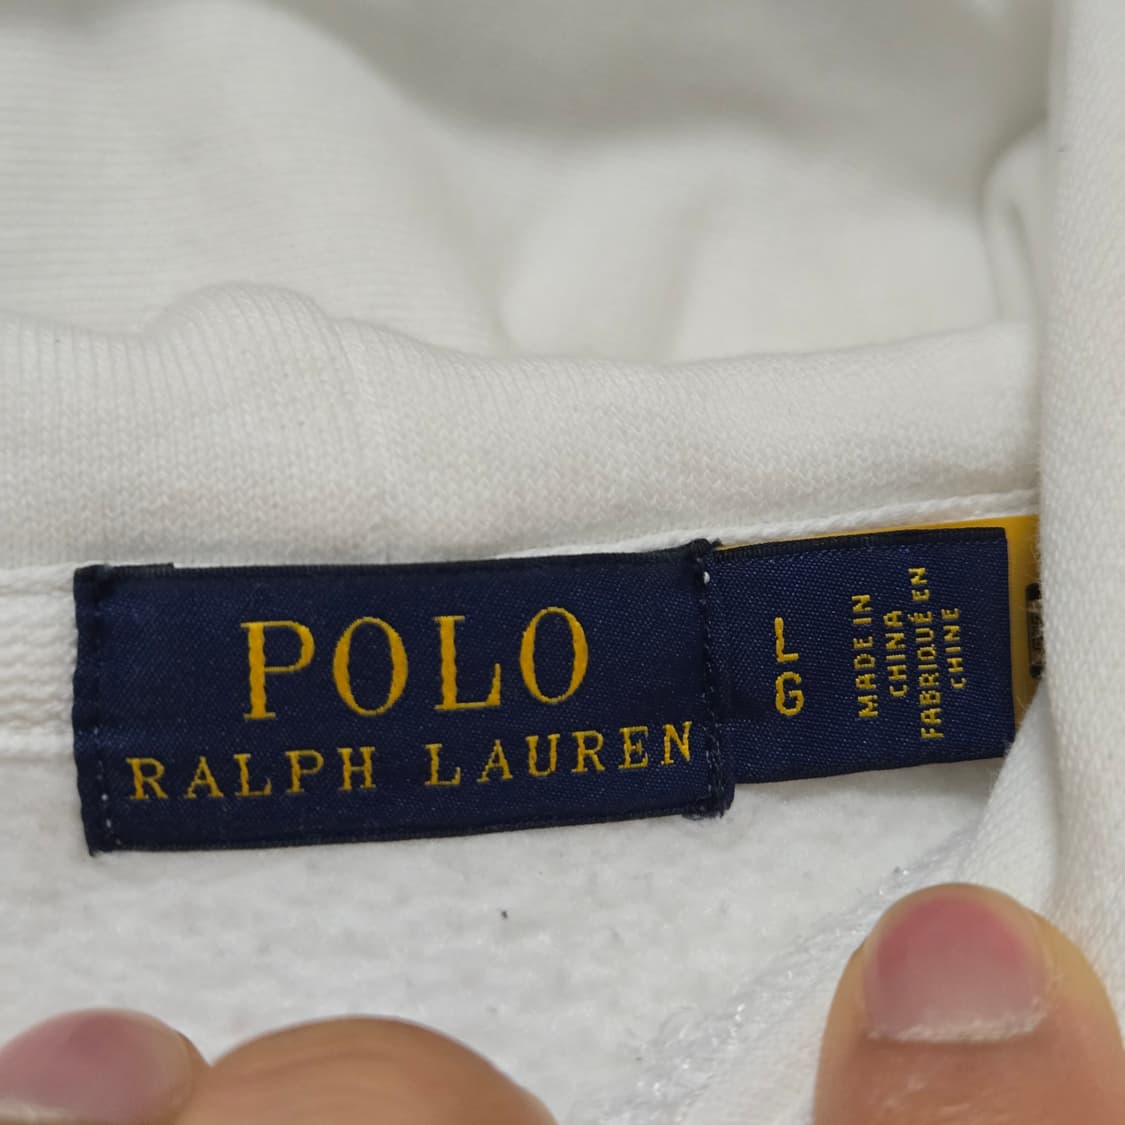 POLO
RALPH LAUREN
L
G
MADE IN
CHINA
FABRIQUÉ EN
CHINE